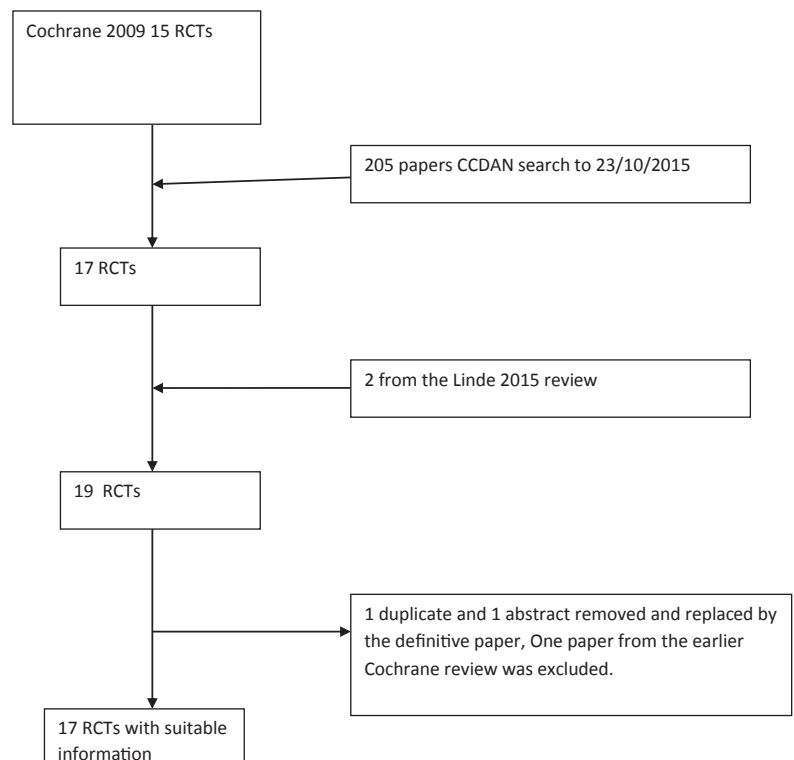 Cochrane 2009 15 RCTs
205 papers CCDAN search to 23/10/2015
17 RCTs
2 from the Linde 2015 review
19 RCTs
1 duplicate and 1 abstract removed and replaced by
the definitive paper, One paper from the earlier
Cochrane review was excluded.
17 RCTs with suitable
information